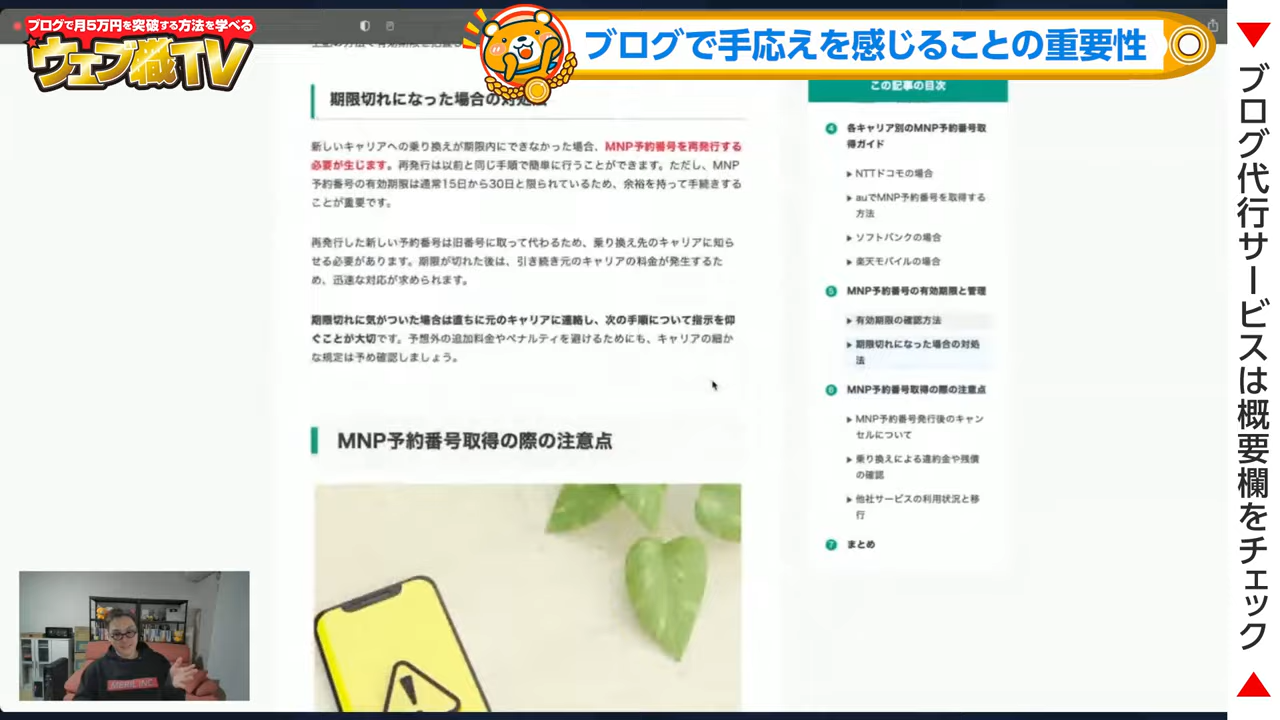 ブログで月5万円を突破する方法を学べる
ウェブ職TV
ブログで手応えを感じることの重要性
この記事の目次
期限切れになった場合の対処法
新しいキャリアへの乗り換えが期限内にできなかった場合、MNP予約番号を再発行する
必要が生じます。再発行は以前と同じ手順で簡単に行うことができます。ただし、MNP
予約番号の有効期限は通常15日から30日と限られているため、余裕を持って手続きする
ことが重要です。
再発行した新しい予約番号は旧番号に取って代わるため、乗り換え先のキャリアに知ら
せる必要があります。期限が切れた後は、引き続き元のキャリアの料金が発生するた
め、迅速な対応が求められます。
期限切れに気がついた場合は直ちに元のキャリアに連絡し、次の手順について指示を仰
ぐことが大切です。予想外の追加料金やペナルティを避けるためにも、キャリアの細か
な規定は予め確認しましょう。
MNP予約番号取得の際の注意点
4 各キャリア別のMNP予約番号取
得ガイド
▶ NTTドコモの場合
▶ auでMNP予約番号を取得する
方法
▶ ソフトバンクの場合
▶ 楽天モバイルの場合
5 MNP予約番号の有効期限と管理
▶ 有効期限の確認方法
▶ 期限切れになった場合の対処
法
6 MNP予約番号取得の際の注意点
▶ MNP予約番号発行後のキャン
セルについて
▶ 乗り換えによる違約金や残債
の確認
▶ 他社サービスの利用状況と移
行
7 まとめ
▼ブログ代行サービスは概要欄をチェック▲